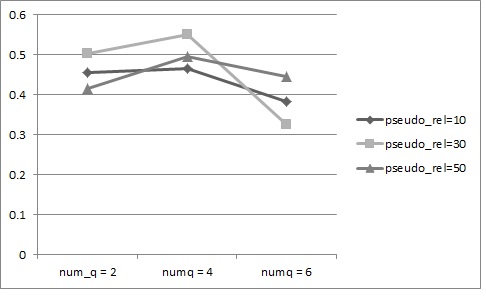 0.6
0.5
0.4
0.3
0.2
0.1
0
num_q = 2
numq = 4
numq = 6
pseudo_rel=10
pseudo_rel=30
pseudo_rel=50